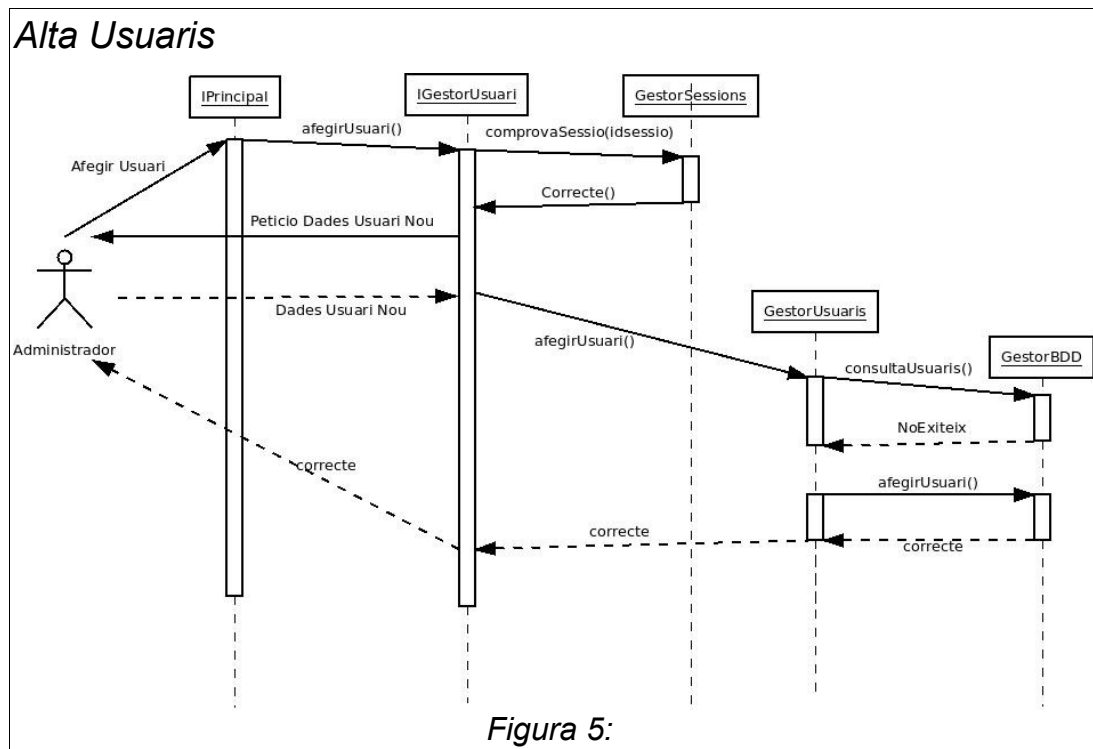 Alta Usuaris
IPrincipal
IGestorUsuari
GestorSessions
afegirUsuari()
comprovaSessio(idsessio)
Afegir Usuari
Correcte()
Peticio Dades Usuari Nou
Dades Usuari Nou
GestorUsuaris
afegirUsuari()
Administrador
GestorBDD
consultaUsuaris()
NoExiteix
correcte
afegirUsuari()
correcte
correcte
Figura 5: